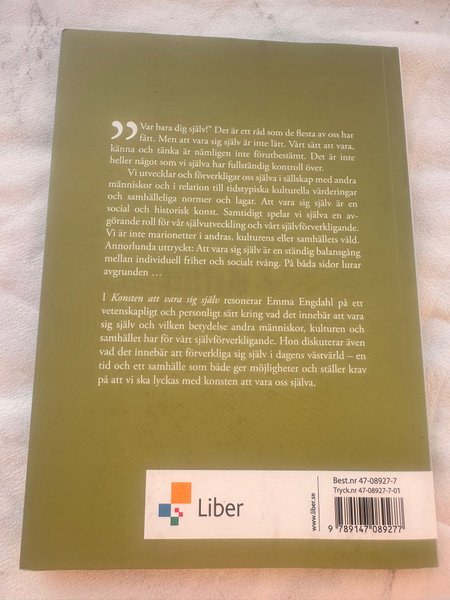 ”Var bara dig själv!” Det är ett råd som de flesta av oss har
fått. Men att vara sig själv är inte lätt. Vårt sätt att vara,
känna och tänka är nämligen inte förutbestämt. Det är inte
heller något som vi själva har fullständig kontroll över.
Vi utvecklar och förverkligar oss själva i sällskap med andra
människor och i relation till tidstypiska kulturella värderingar
och samhälleliga normer och lagar. Att vara sig själv är en
social och historisk konst. Samtidigt spelar vi själva en av-
görande roll för vår självutveckling och vårt självförverkligande.
Vi är inte marionetter i andras, kulturens eller samhällets våld.
Annorlunda uttryckt: Att vara sig själv är en ständig balansgång
mellan individuell frihet och socialt tvång. På båda sidor lurar
avgrunden …
I Konsten att vara sig själv resonerar Emma Engdahl på ett
vetenskapligt och personligt sätt kring vad det innebär att vara
sig själv och vilken betydelse andra människor, kulturen och
samhället har för vårt självförverkligande. Hon diskuterar även
vad det innebär att förverkliga sig själv i dagens västvärld – en
tid och ett samhälle som både ger möjligheter och ställer krav
på att vi ska lyckas med konsten att vara oss själva.
Liber
www.liber.se
Best.nr 47-08927-7
Tryck.nr 47-08927-7-01
9 789147 089277